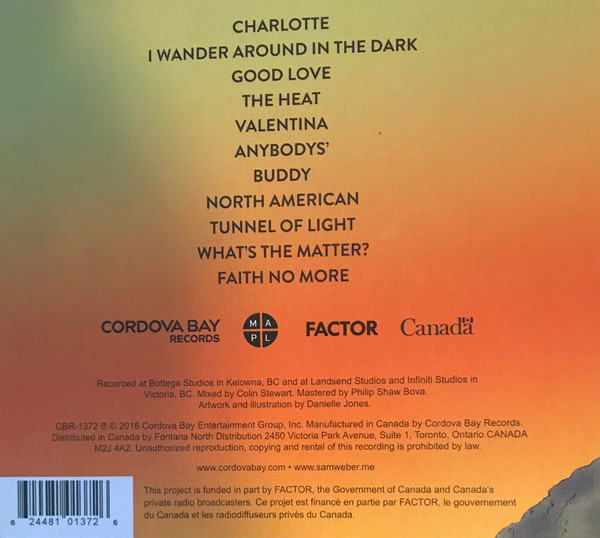 CHARLOTTE
I WANDER AROUND IN THE DARK
GOOD LOVE
THE HEAT
VALENTINA
ANYBODYS'
BUDDY
NORTH AMERICAN
TUNNEL OF LIGHT
WHAT'S THE MATTER?
FAITH NO MORE
CORDOVA BAY
RECORDS
M A
P L
FACTOR
Canada
Recorded at Bottega Studios in Kelowna, BC and at Landsend Studios and Infiniti Studios in
Victoria, BC. Mixed by Colin Stewart. Mastered by Philip Shaw Bova.
Artwork and illustration by Danielle Jones.
CBR-1372 ℗ © 2016 Cordova Bay Entertainment Group, Inc. Manufactured in Canada by Cordova Bay Records.
Distributed in Canada by Fontana North Distribution 2450 Victoria Park Avenue, Suite 1, Toronto, Ontario CANADA
M2J 4A2. Unauthorized reproduction, copying and rental of this recording is prohibited by law.
www.cordovabay.com • www.samweber.me
This project is funded in part by FACTOR, the Government of Canada and Canada's
private radio broadcasters. Ce projet est financé en partie par FACTOR, le gouvernement
du Canada et les radiodiffuseurs privés du Canada.
6 24481 01372 6